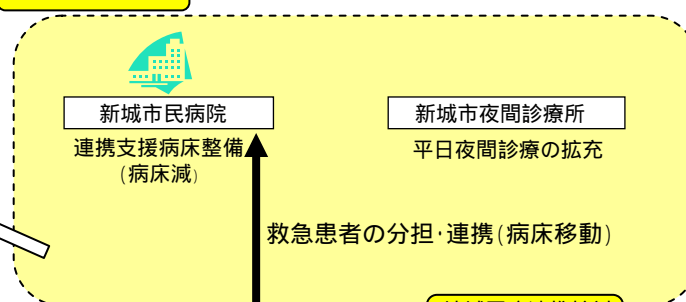 新城市民病院
新城市夜間診療所
連携支援病床整備
(病床減)
平日夜間診療の拡充
救急患者の分担・連携(病床移動)